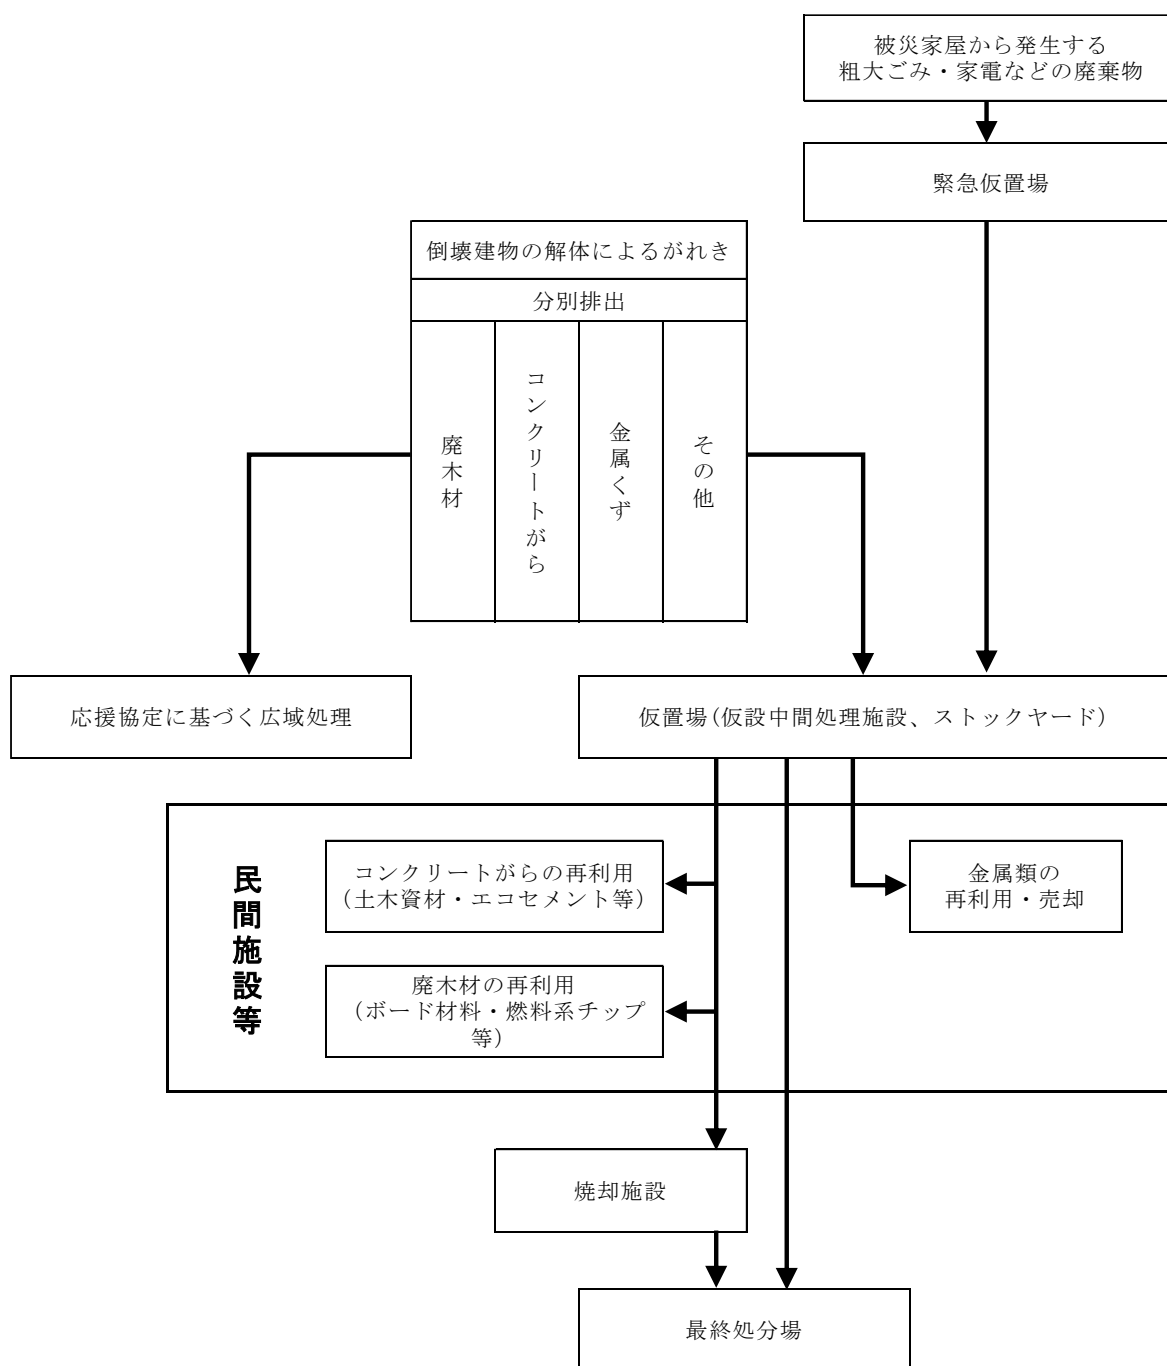 被災家屋から発生する
粗大ごみ・家電などの廃棄物
緊急仮置場
倒壊建物の解体によるがれき
分別排出
廃木材
コンクリートがら
金属くず
その他
応援協定に基づく広域処理
仮置場(仮設中間処理施設、ストックヤード)
民間施設等
コンクリートがらの再利用
(土木資材・エコセメント等)
金属類の
再利用・売却
廃木材の再利用
(ボード材料・燃料系チップ
等)
焼却施設
最終処分場